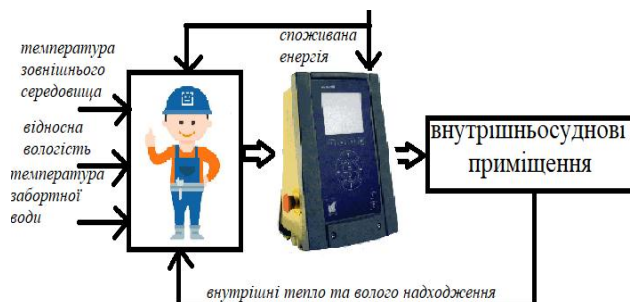 споживана
енергія
температура
зовнішнього
середовища
відносна
вологість
температура
забортної
води
внутрішньосуднові
приміщення
внутрішні тепло та волого надходження